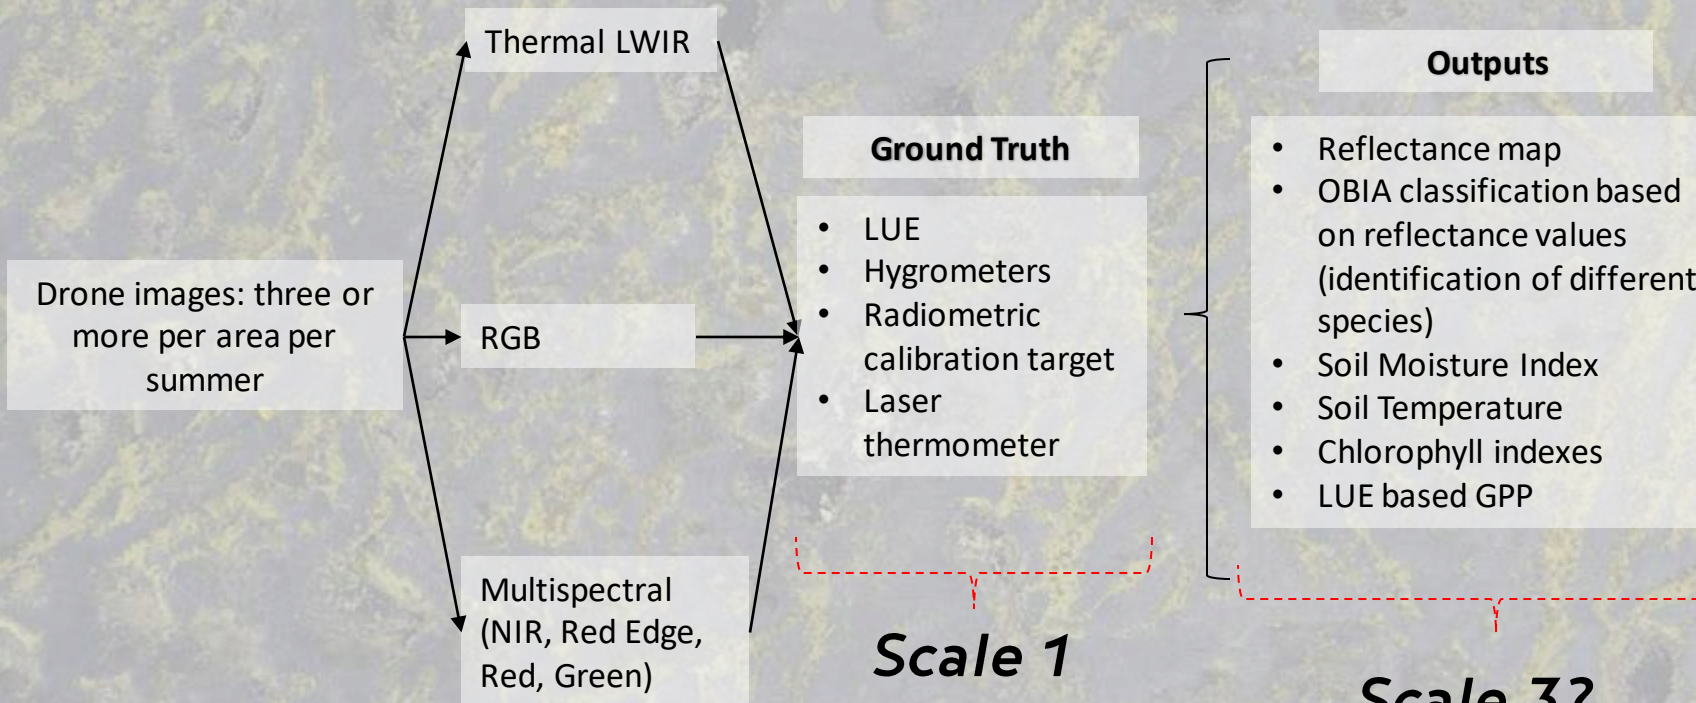 Drone images: three or
more per area per
summer
Thermal LWIR
RGB
Multispectral
(NIR, Red Edge,
Red, Green)
Ground Truth
• LUE
• Hygrometers
• Radiometric
calibration target
• Laser
thermometer
Scale 1
Outputs
• Reflectance map
• OBIA classification based
on reflectance values
(identification of different
species)
• Soil Moisture Index
• Soil Temperature
• Chlorophyll indexes
• LUE based GPP
Scale 3?